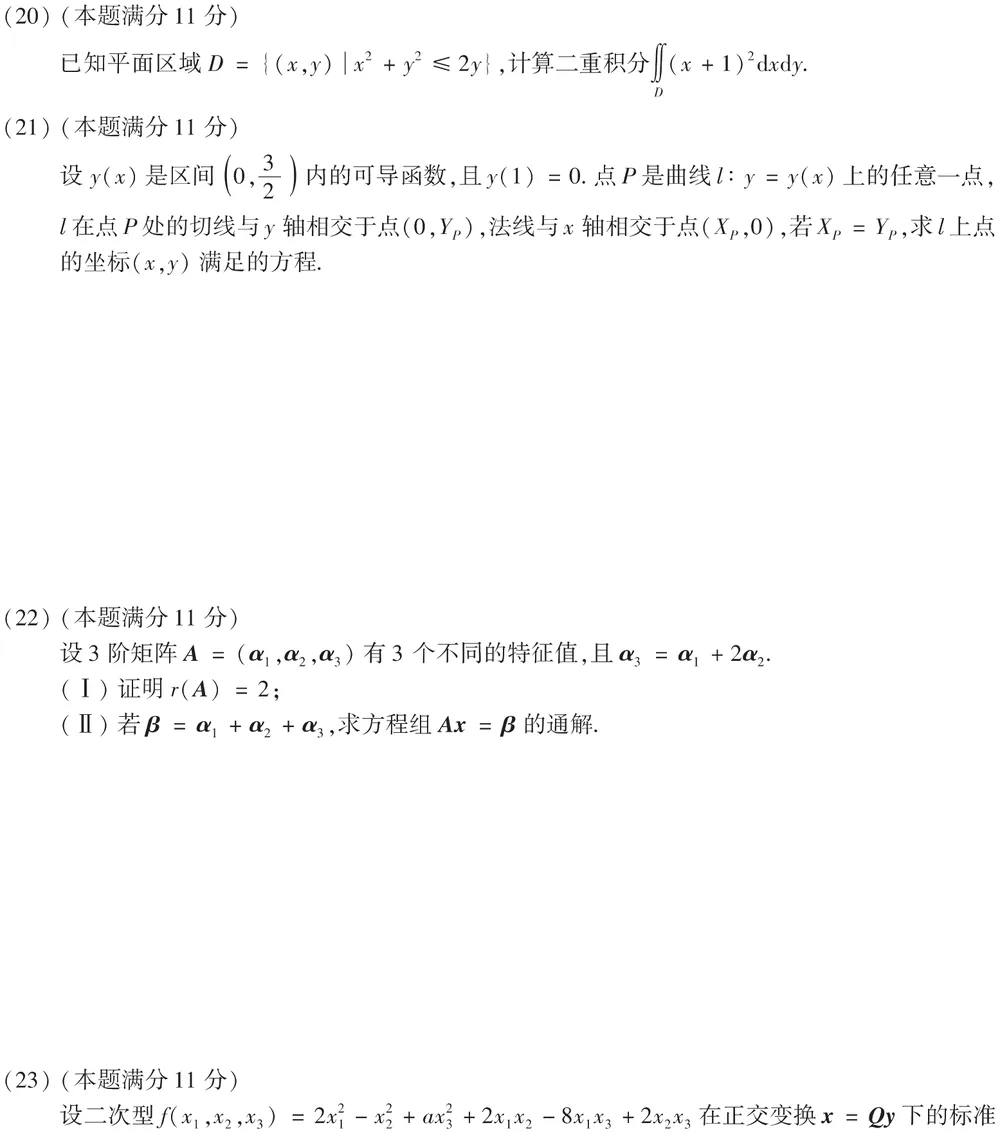 (20) (本题满分 11 分)
已知平面区域 D = {(x,y) | x² + y² ≤ 2y}, 计算二重积分∬_D (x + 1)²dxdy.
(21) (本题满分 11 分)
设 y(x) 是区间 (0, 3/2) 内的可导函数,且 y(1) = 0. 点 P 是曲线 l: y = y(x) 上的任意一点,
l 在点 P 处的切线与 y 轴相交于点(0,Y_P),法线与 x 轴相交于点(X_P,0),若 X_P = Y_P,求 l 上点
的坐标(x,y) 满足的方程.
(22) (本题满分 11 分)
设 3 阶矩阵 A = (α₁,α₂,α₃) 有 3 个不同的特征值,且 α₃ = α₁ + 2α₂.
(Ⅰ) 证明 r(A) = 2;
(Ⅱ) 若 β = α₁ + α₂ + α₃,求方程组 Ax = β 的通解.
(23) (本题满分 11 分)
设二次型 f(x₁,x₂,x₃) = 2x₁² - x₂² + ax₃² + 2x₁x₂ - 8x₁x₃ + 2x₂x₃ 在正交变换 x = Qy 下的标准